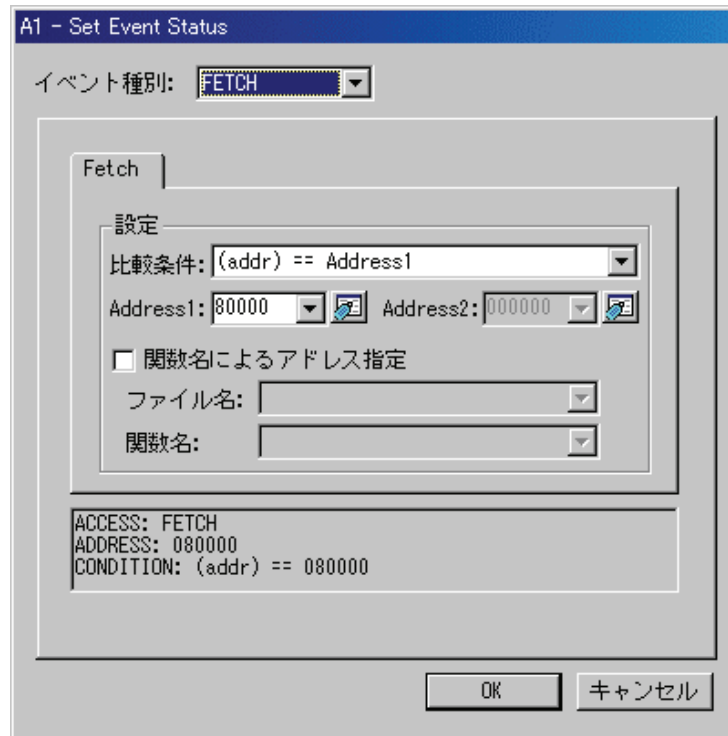 A1 - Set Event Status
イベント種別: FETCH
Fetch
設定
比較条件: (addr) == Address1
Address1: 80000 Address2: 000000
関数名によるアドレス指定
ファイル名:
関数名:
ACCESS: FETCH
ADDRESS: 080000
CONDITION: (addr) == 080000
OK キャンセル